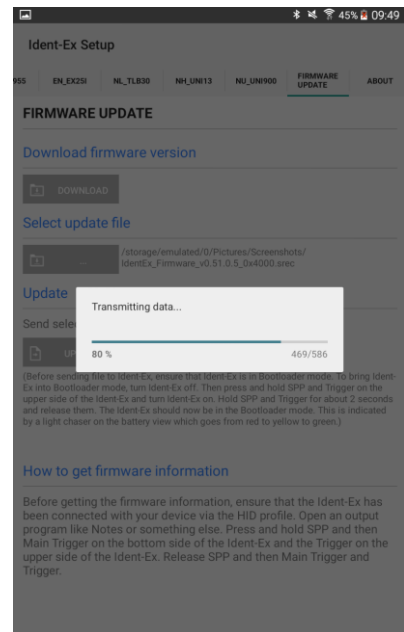 45% 09:49
Ident-Ex Setup
955 EN_EX25I NL_TLB30 NH_UNI13 NU_UNI900 FIRMWARE UPDATE ABOUT
FIRMWARE UPDATE
Download firmware version
DOWNLOAD
Select update file
... /storage/emulated/0/Pictures/Screenshots/
IdentEx_Firmware_v0.51.0.5_0x4000.srec
Update
Send selec
Transmitting data...
UP
80 % 469/586
(Before sending file to Ident-Ex, ensure that Ident-Ex is in Bootloader mode. To bring Ident-
Ex into Bootloader mode, turn Ident-Ex off. Then press and hold SPP and Trigger on the
upper side of the Ident-Ex and turn Ident-Ex on. Hold SPP and Trigger for about 2 seconds
and release them. The Ident-Ex should now be in the Bootloader mode. This is indicated
by a light chaser on the battery view which goes from red to yellow to green.)
How to get firmware information
Before getting the firmware information, ensure that the Ident-Ex has
been connected with your device via the HID profile. Open an output
program like Notes or something else. Press and hold SPP and then
Main Trigger on the bottom side of the Ident-Ex and the Trigger on the
upper side of the Ident-Ex. Release SPP and then Main Trigger and
Trigger.